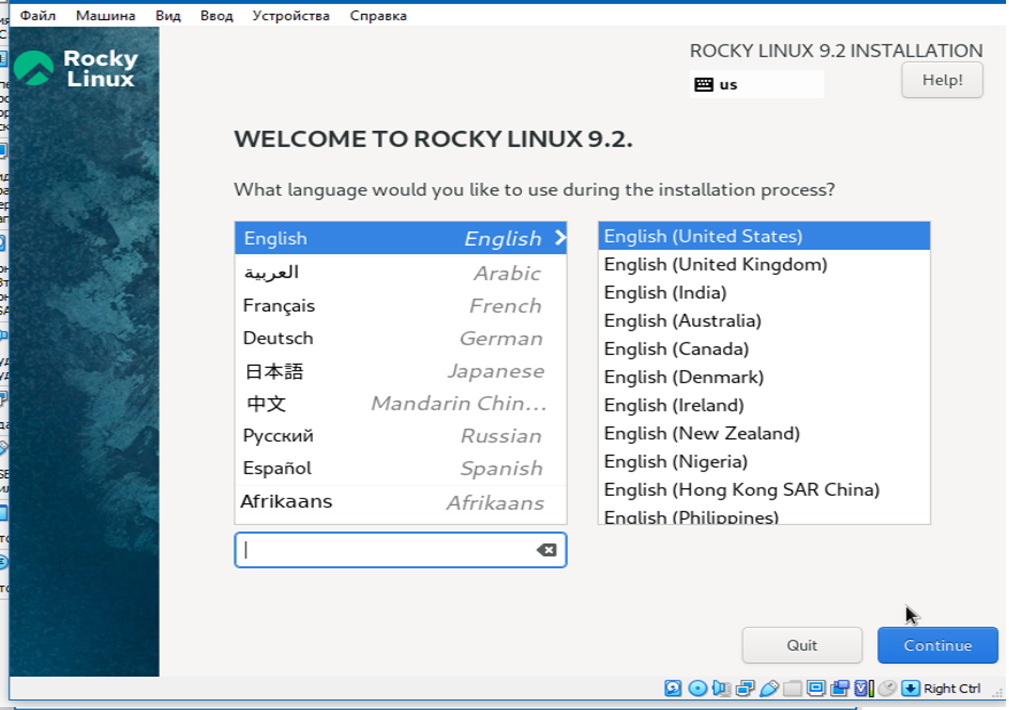 Файл Машина Вид Ввод Устройства Справка
Rocky
Linux
ROCKY LINUX 9.2 INSTALLATION
us
Help!
WELCOME TO ROCKY LINUX 9.2.
What language would you like to use during the installation process?
English English
العربية Arabic
Français French
Deutsch German
日本語 Japanese
中文 Mandarin Chin...
Русский Russian
Español Spanish
Afrikaans Afrikaans
English (United States)
English (United Kingdom)
English (India)
English (Australia)
English (Canada)
English (Denmark)
English (Ireland)
English (New Zealand)
English (Nigeria)
English (Hong Kong SAR China)
English (Philippines)
Quit
Continue
Right Ctrl